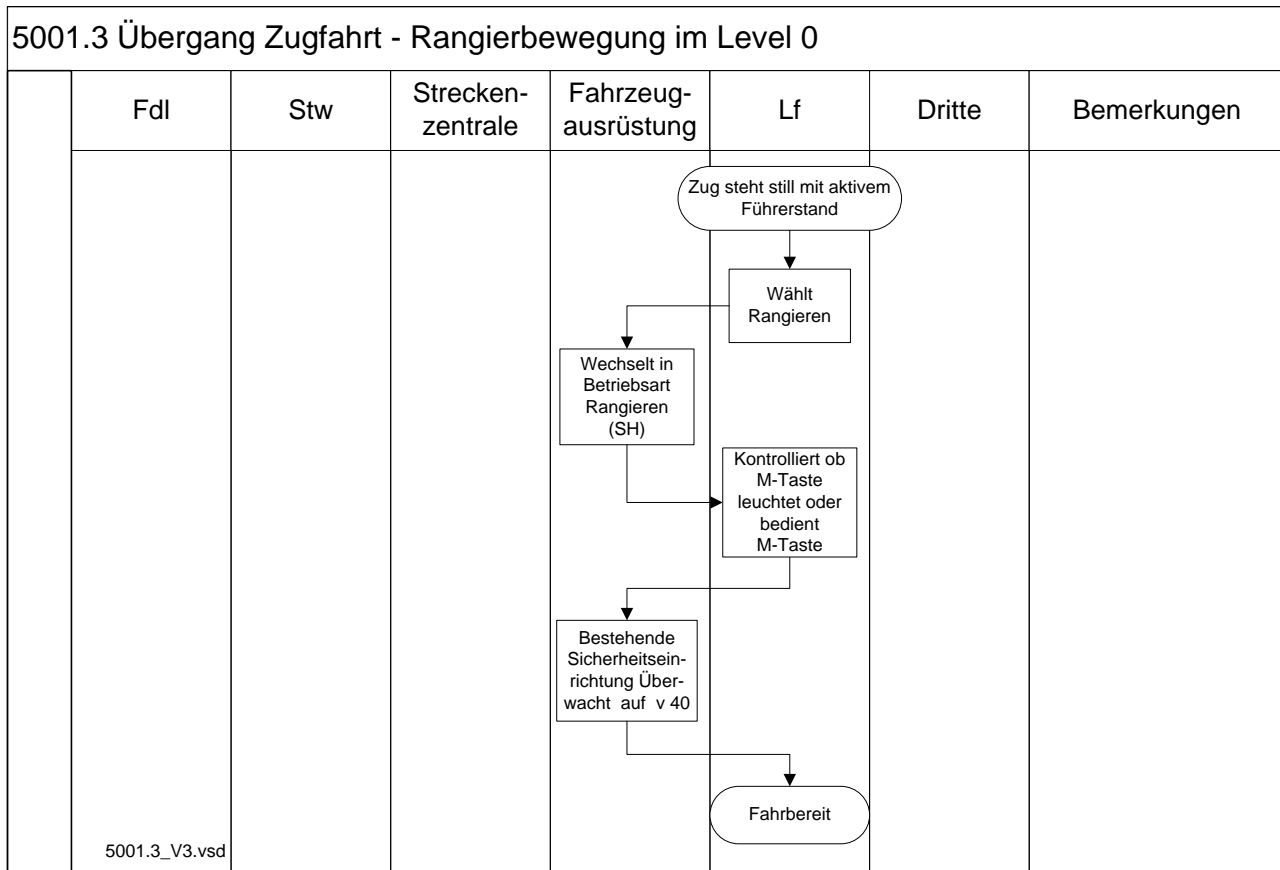 5001.3 Übergang Zugfahrt - Rangierbewegung im Level 0
Fdl
Stw
Strecken-
zentrale
Fahrzeug-
ausrüstung
Lf
Dritte
Bemerkungen
Zug steht still mit aktivem
Führerstand
Wählt
Rangieren
Wechselt in
Betriebsart
Rangieren
(SH)
Kontrolliert ob
M-Taste
leuchtet oder
bedient
M-Taste
Bestehende
Sicherheitsein-
richtung Über-
wacht auf v 40
Fahrbereit
5001.3_V3.vsd